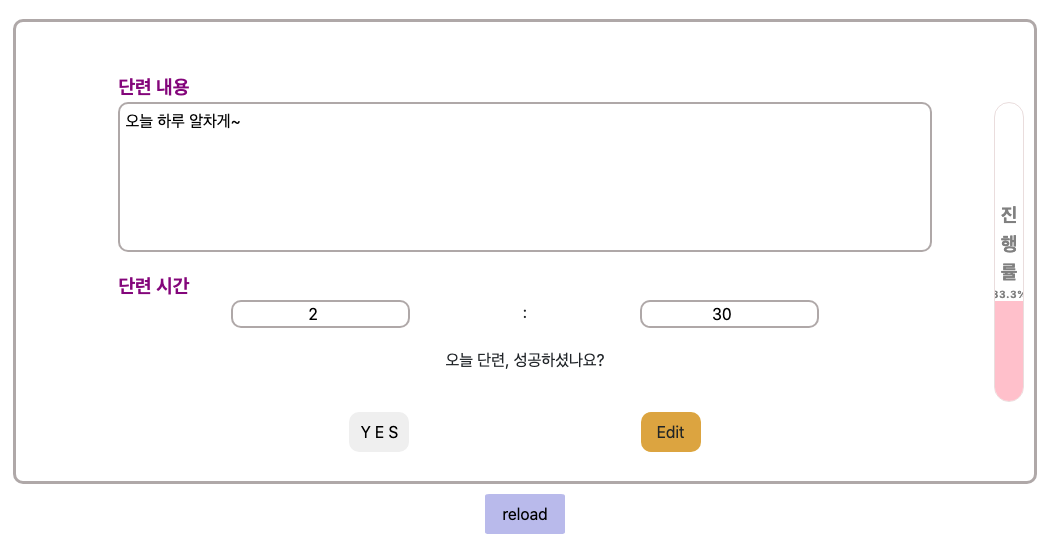 단련 내용
오늘 하루 알차게~
진
행
률
33.3%
단련 시간
2 : 30
오늘 단련, 성공하셨나요?
Y E S
Edit
reload